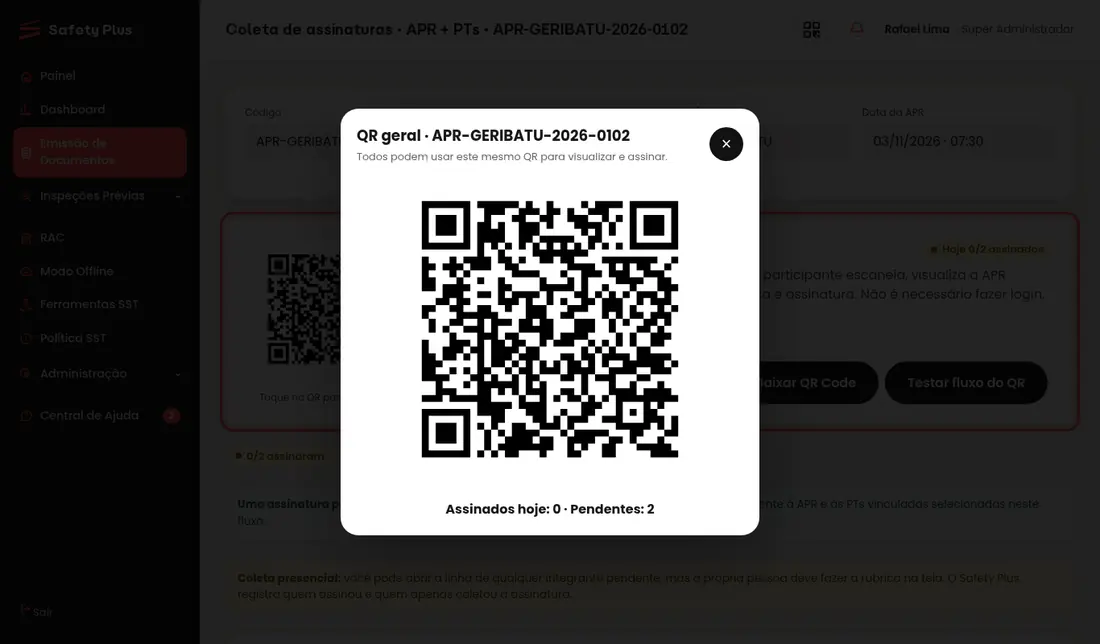 Safety Plus
Coleta de assinaturas · APR + PTs · APR-GERIBATU-2026-0102
Rafael Lima · Super Administrador
Painel
Dashboard
Emissão de
Documentos
Inspeções Prévias
RAC
Modo Offline
Ferramentas SST
Política SST
Administração
Central de Ajuda
2
Sair
Código
APR-GERIBAT
TU
Data da APR
03/11/2026 · 07:30
QR geral · APR-GERIBATU-2026-0102
Todos podem usar este mesmo QR para visualizar e assinar.
×
Assinados hoje: 0 · Pendentes: 2
Hoje 0/2 assinados
participante escaneia, visualiza a APR
a e assinatura. Não é necessário fazer login.
Baixar QR Code
Testar fluxo do QR
Toque no QR par
0/2 assinaram
Uma assinatura p
ente a APR e as PTs vinculadas selecionadas neste
fluxo.
Coleta presencial: você pode abrir a linha de qualquer integrante pendente, mas a própria pessoa deve fazer a rubrica na tela. O Safety Plus
registra quem assinou e quem apenas coletou a assinatura.